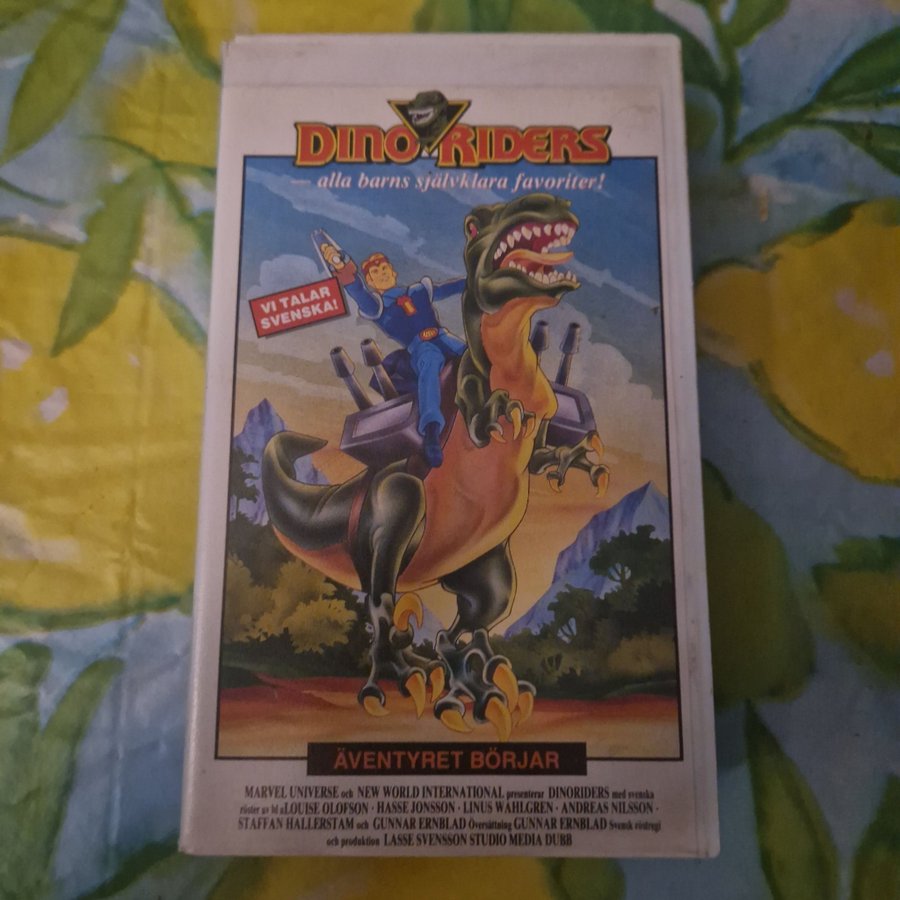 DINO RIDERS
— alla barns självklara favoriter!
VI TALAR
SVENSKA!
ÄVENTYRET BÖRJAR
MARVEL UNIVERSE och NEW WORLD INTERNATIONAL presenterar DINORIDERS med svenska
röster av bl aLOUISE OLOFSON · HASSE JONSSON · LINUS WAHLGREN · ANDREAS NILSSON ·
STAFFAN HALLERSTAM och GUNNAR ERNBLAD Översättning GUNNAR ERNBLAD Svensk röstregi
och produktion LASSE SVENSSON STUDIO MEDIA DUBB